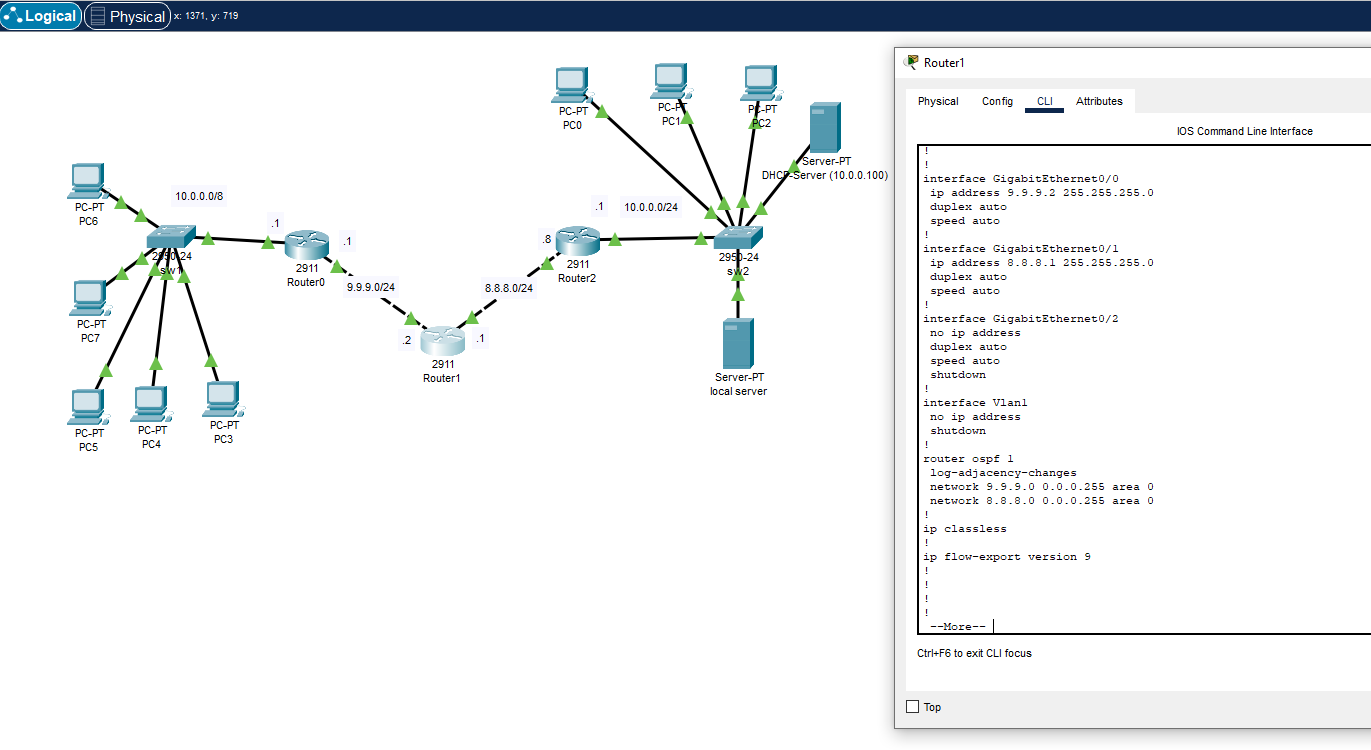 Logical
Physical
x: 1371, y: 719
PC-PT
PC0
PC-PT
PC1
PC-PT
PC2
Server-PT
DHCP-Server (10.0.0.100)
PC-PT
PC6
10.0.0.0/8
2950-24
sw1
.1
.1
2911
Router0
PC-PT
PC7
9.9.9.0/24
.2
.1
2911
Router1
8.8.8.0/24
.8
.1
10.0.0.0/24
2911
Router2
2950-24
sw2
Server-PT
local server
PC-PT
PC5
PC-PT
PC4
PC-PT
PC3
Router1
Physical
Config
CLI
Attributes
IOS Command Line Interface
!
!
interface GigabitEthernet0/0
ip address 9.9.9.2 255.255.255.0
duplex auto
speed auto
!
interface GigabitEthernet0/1
ip address 8.8.8.1 255.255.255.0
duplex auto
speed auto
!
interface GigabitEthernet0/2
no ip address
duplex auto
speed auto
shutdown
!
interface Vlan1
no ip address
shutdown
!
router ospf 1
log-adjacency-changes
network 9.9.9.0 0.0.0.255 area 0
network 8.8.8.0 0.0.0.255 area 0
!
ip classless
!
ip flow-export version 9
!
!
!
!
--More--
Ctrl+F6 to exit CLI focus
Top